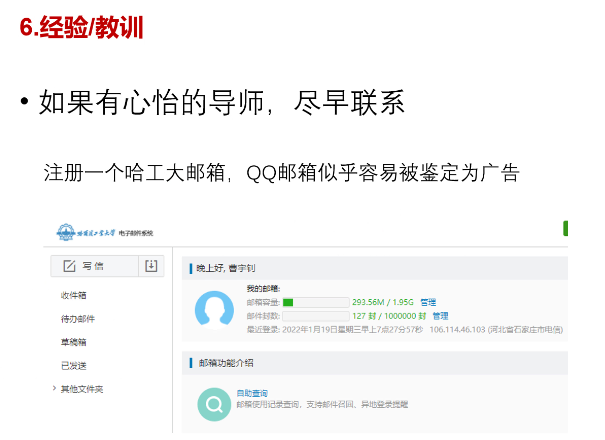 6.经验/教训
• 如果有心怡的导师，尽早联系
注册一个哈工大邮箱，QQ邮箱似乎容易被鉴定为广告
哈爾濱工業大學 电子邮件系统
写信
收件箱
待办邮件
草稿箱
已发送
其他文件夹
晚上好, 曹宇钊
我的邮箱:
邮箱容量: 293.56M / 1.95G 管理
邮件封数: 127 封 / 1000000 封 管理
最近登录: 2022年1月19日星期三早上7点27分57秒 106.114.46.103 (河北省石家庄市电信)
邮箱功能介绍
自助查询
邮箱使用记录查询，支持邮件召回、异地登录提醒